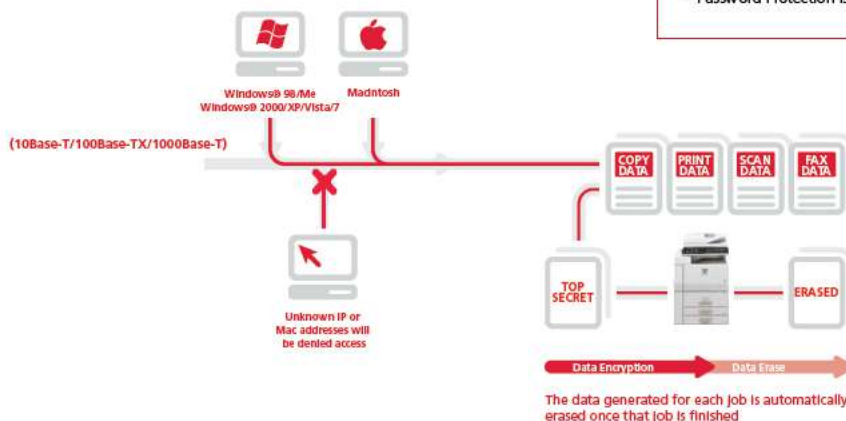 Password Protection is
Windows® 98/Me
Windows® 2000/XP/Vista/7
Macintosh
(10Base-T/100Base-TX/1000Base-T)
COPY
DATA
PRINT
DATA
SCAN
DATA
FAX
DATA
Unknown IP or
Mac addresses will
be denied access
TOP
SECRET
ERASED
Data Encryption
Data Erase
The data generated for each job is automatically
erased once that job is finished